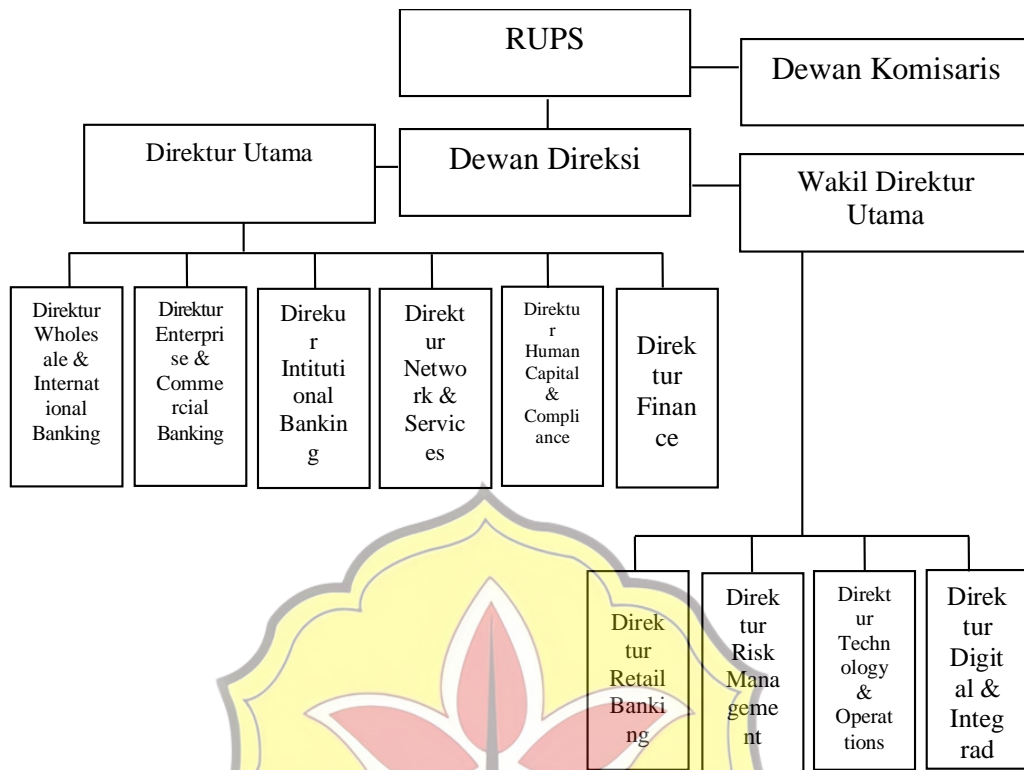 RUPS
Dewan Komisaris
Direktur Utama
Dewan Direksi
Wakil Direktur
Utama
Direktur
Wholes
ale &
Internat
ional
Banking
Direktur
Enterpri
se &
Comme
rcial
Banking
Direku
r
Intituti
onal
Bankin
g
Direkt
ur
Netwo
rk &
Servic
es
Direktu
r
Human
Capital
&
Compli
ance
Direk
tur
Finan
ce
Direk
tur
Retail
Banki
ng
Direk
tur
Risk
Mana
geme
nt
Direkt
ur
Techn
ology
&
Operat
tions
Direk
tur
Digit
al &
Integ
rad